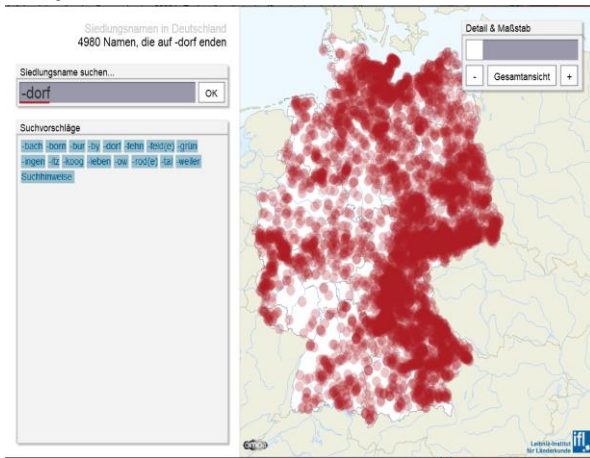 Siedlungsnamen in Deutschland
4980 Namen, die auf -dorf enden
Siedlungsname suchen...
-dorf OK
Suchvorschläge
-bach -born -bur -by -dorf -fehn -feld(e) -grün
-ingen -itz -koog -leben -ow -rod(e) -tal -weiler
Suchhinweise
Detail & Maßstab
- Gesamtansicht +
Leibniz-Institut
für Länderkunde
ifl